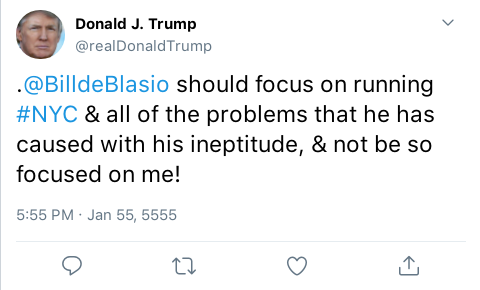 Donald J. Trump
@realDonaldTrump
.@BilldeBlasio should focus on running
#NYC & all of the problems that he has
caused with his ineptitude, & not be so
focused on me!
5:55 PM · Jan 55, 5555